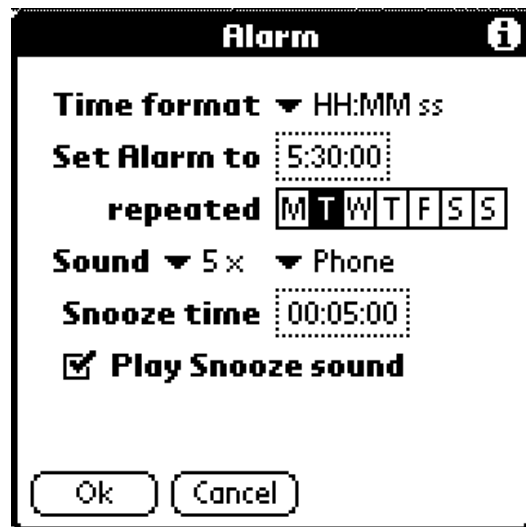 Alarm i
Time format HH:MM ss
Set Alarm to 5:30:00
repeated M T W T F S S
Sound 5 x Phone
Snooze time 00:05:00
Play Snooze sound
Ok Cancel